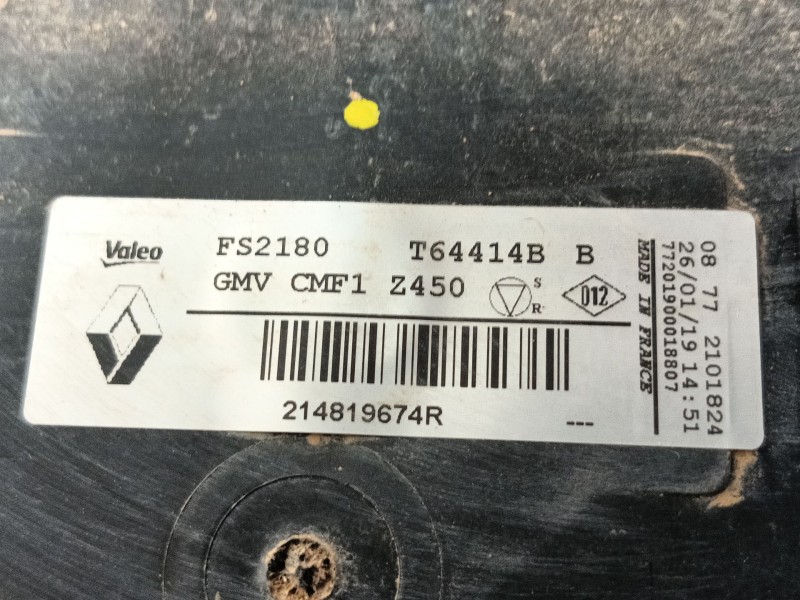 Valeo FS2180 T64414B B
GMV CMF1 Z450 S R D12
214819674R ---
MADE IN FRANCE
77201900018807
26/01/19 14:51
08 77 2101824